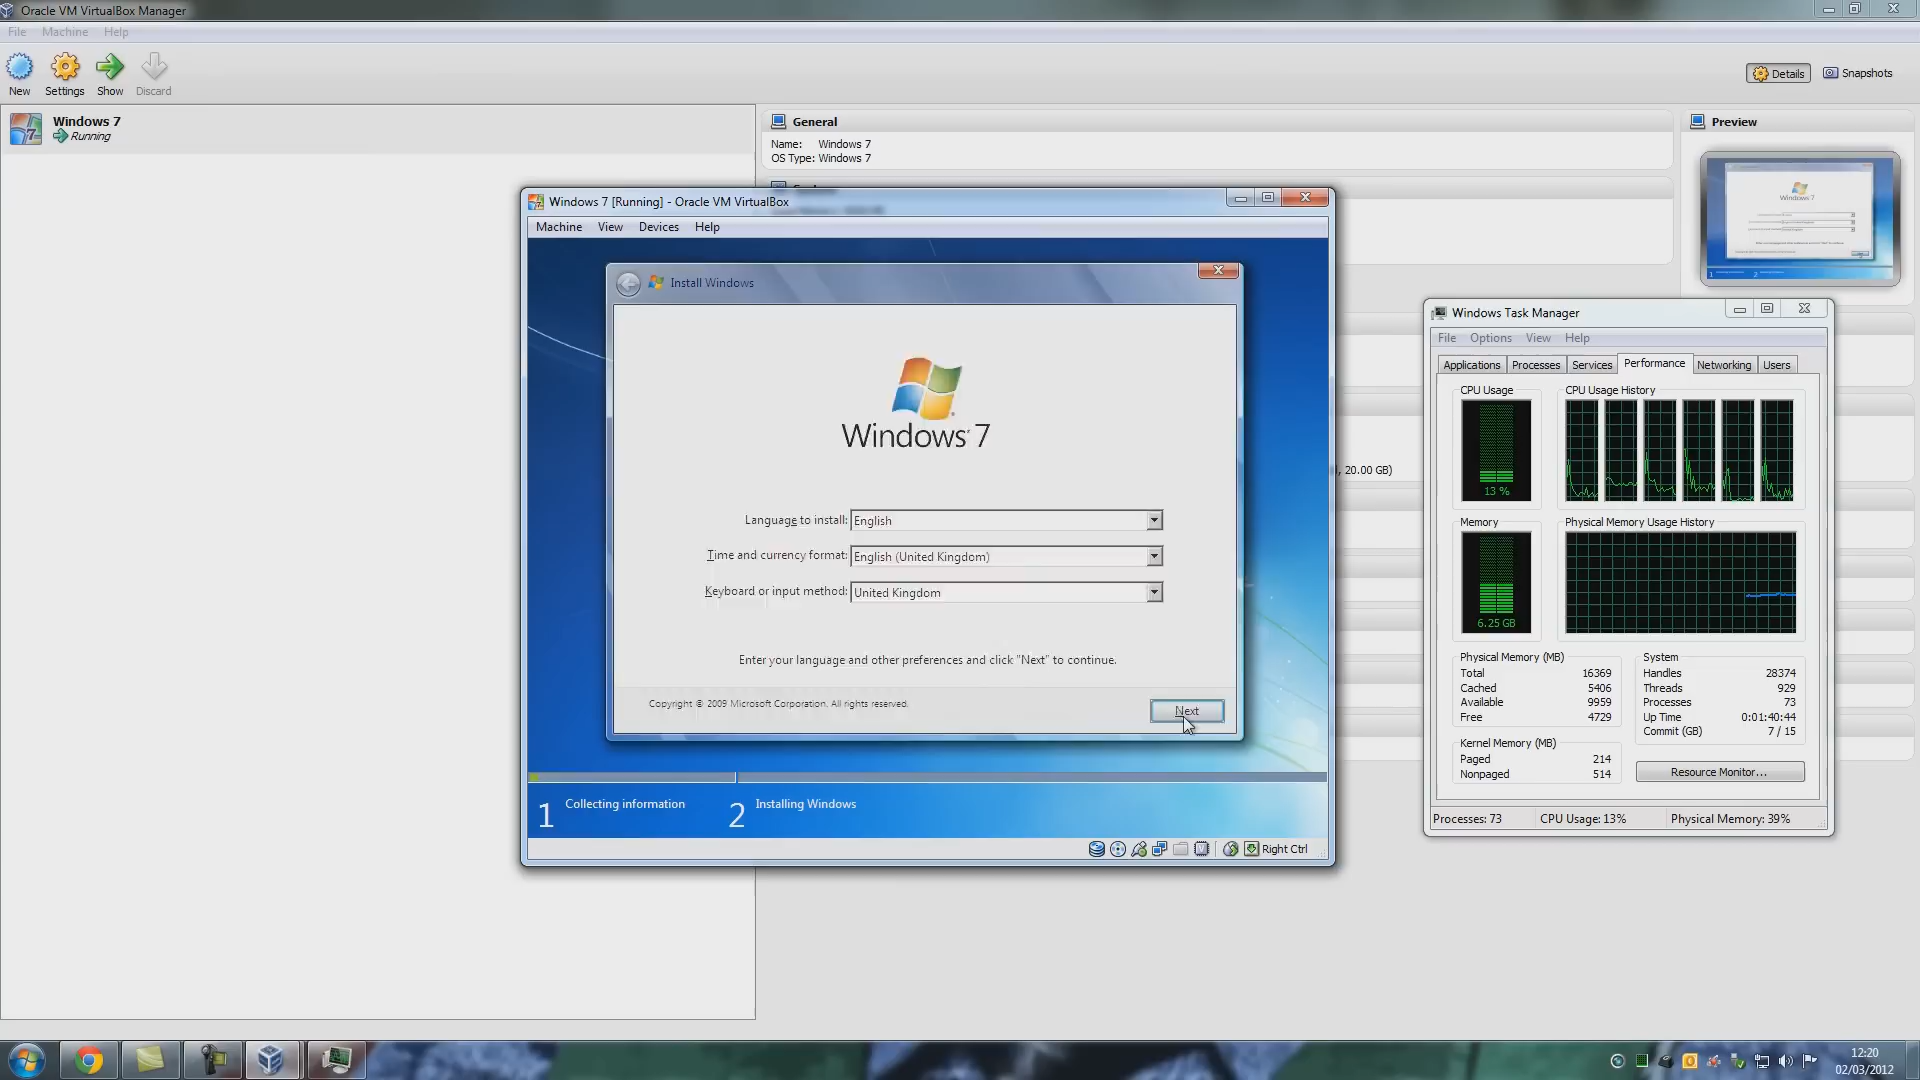 Oracle VM VirtualBox Manager
File Machine Help
New Settings Show Discard
Details Snapshots
Windows 7
Running
General
Name: Windows 7
OS Type: Windows 7
Preview
Windows 7 [Running] - Oracle VM VirtualBox
Machine View Devices Help
Install Windows
Windows 7
Language to install: English
Time and currency format: English (United Kingdom)
Keyboard or input method: United Kingdom
Enter your language and other preferences and click "Next" to continue.
Copyright © 2009 Microsoft Corporation. All rights reserved.
Next
1 Collecting information 2 Installing Windows
Right Ctrl
, 20.00 GB)
Windows Task Manager
File Options View Help
Applications Processes Services Performance Networking Users
CPU Usage CPU Usage History
13 %
Memory Physical Memory Usage History
6.25 GB
Physical Memory (MB)
Total 16369
Cached 5406
Available 9959
Free 4729
Kernel Memory (MB)
Paged 214
Nonpaged 514
System
Handles 28374
Threads 929
Processes 73
Up Time 0:01:40:44
Commit (GB) 7 / 15
Resource Monitor...
Processes: 73 CPU Usage: 13% Physical Memory: 39%
12:20
02/03/2012